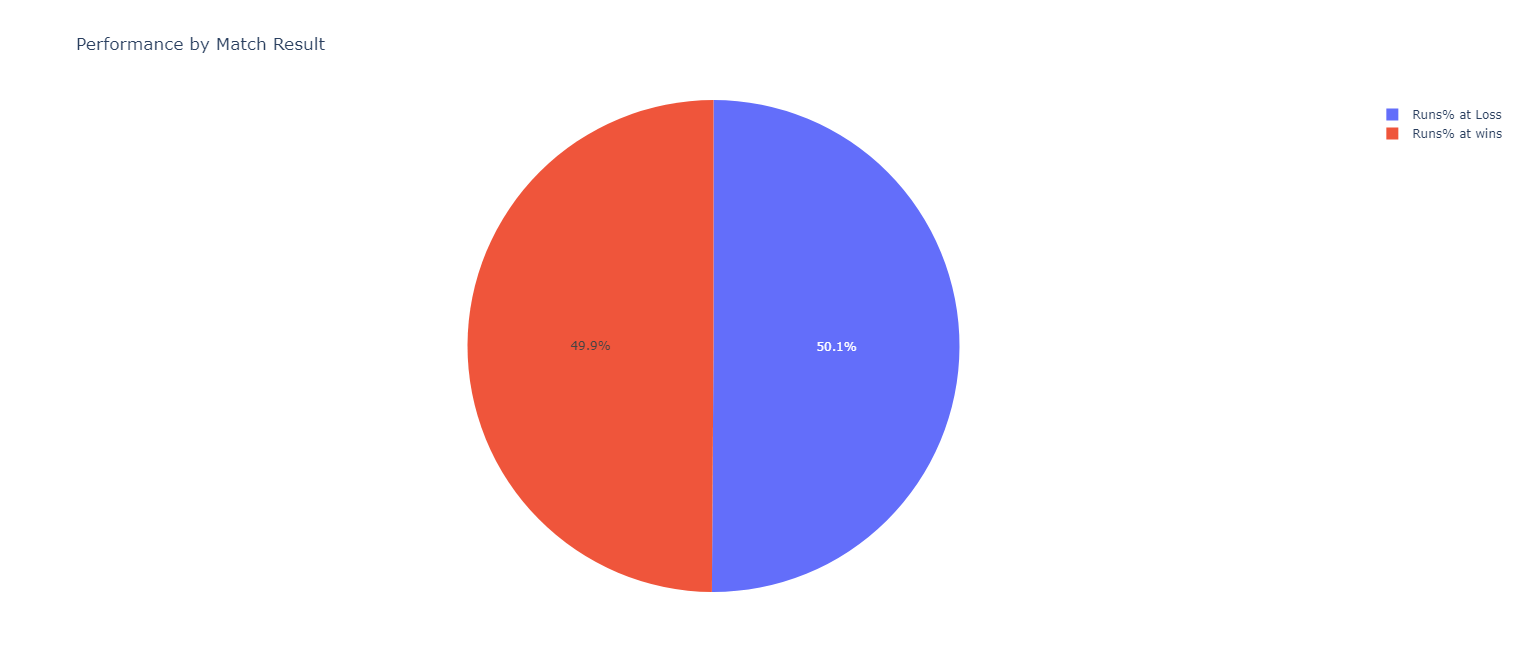 Performance by Match Result
Runs% at Loss
Runs% at wins
49.9%
50.1%